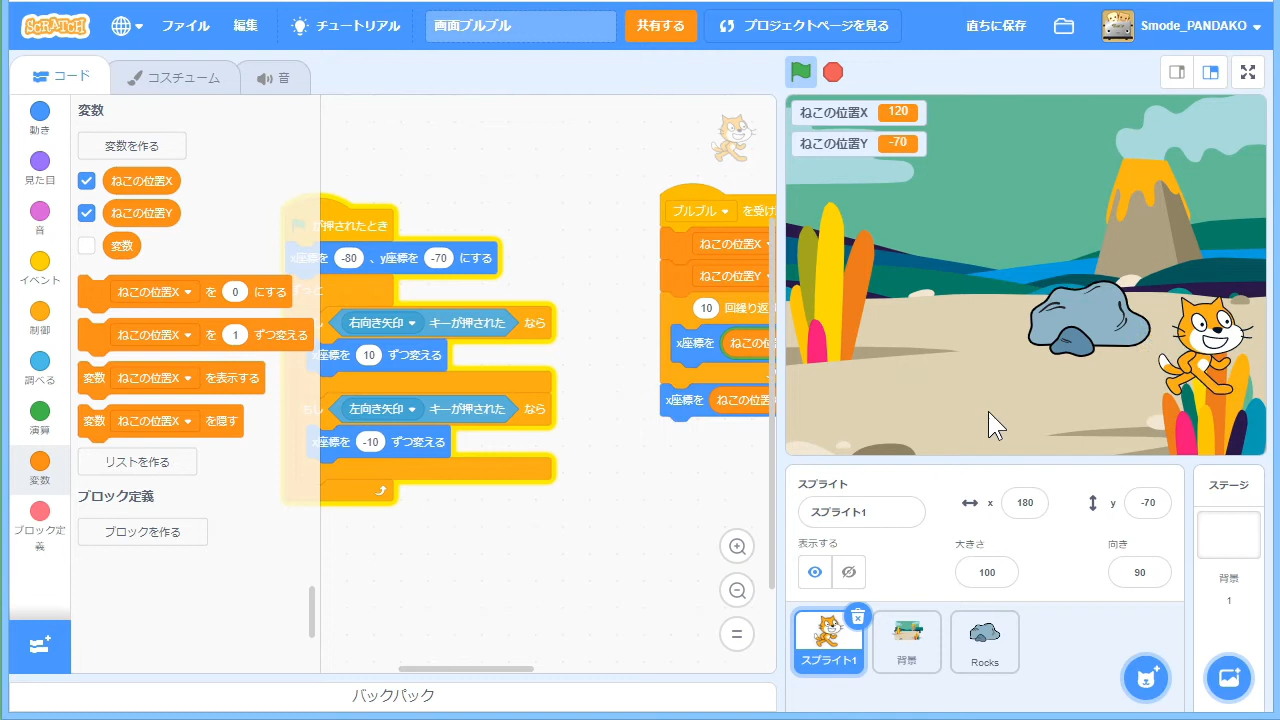 SCRATCH
ファイル
編集
チュートリアル
画面ブルブル
共有する
プロジェクトページを見る
直ちに保存
Smode_PANDAKO
コード
コスチューム
音
動き
見た目
音
イベント
制御
調べる
演算
変数
ブロック定義
変数
変数を作る
ねこの位置X
ねこの位置Y
変数
ねこの位置X を 0 にする
ねこの位置X を 1 ずつ変える
変数 ねこの位置X を表示する
変数 ねこの位置X を隠す
リストを作る
ブロック定義
ブロックを作る
が押されたとき
x座標を -80 、y座標を -70 にする
ずっと
もし 右向き矢印 キーが押された なら
x座標を 10 ずつ変える
もし 左向き矢印 キーが押された なら
x座標を -10 ずつ変える
ブルブル を受け
ねこの位置X
ねこの位置Y
10 回繰り返
x座標を ねこの位
x座標を ねこの位置
バックパック
ねこの位置X 120
ねこの位置Y -70
スプライト
スプライト1
x 180
y -70
表示する
大きさ
100
向き
90
スプライト1
背景
Rocks
ステージ
背景
1